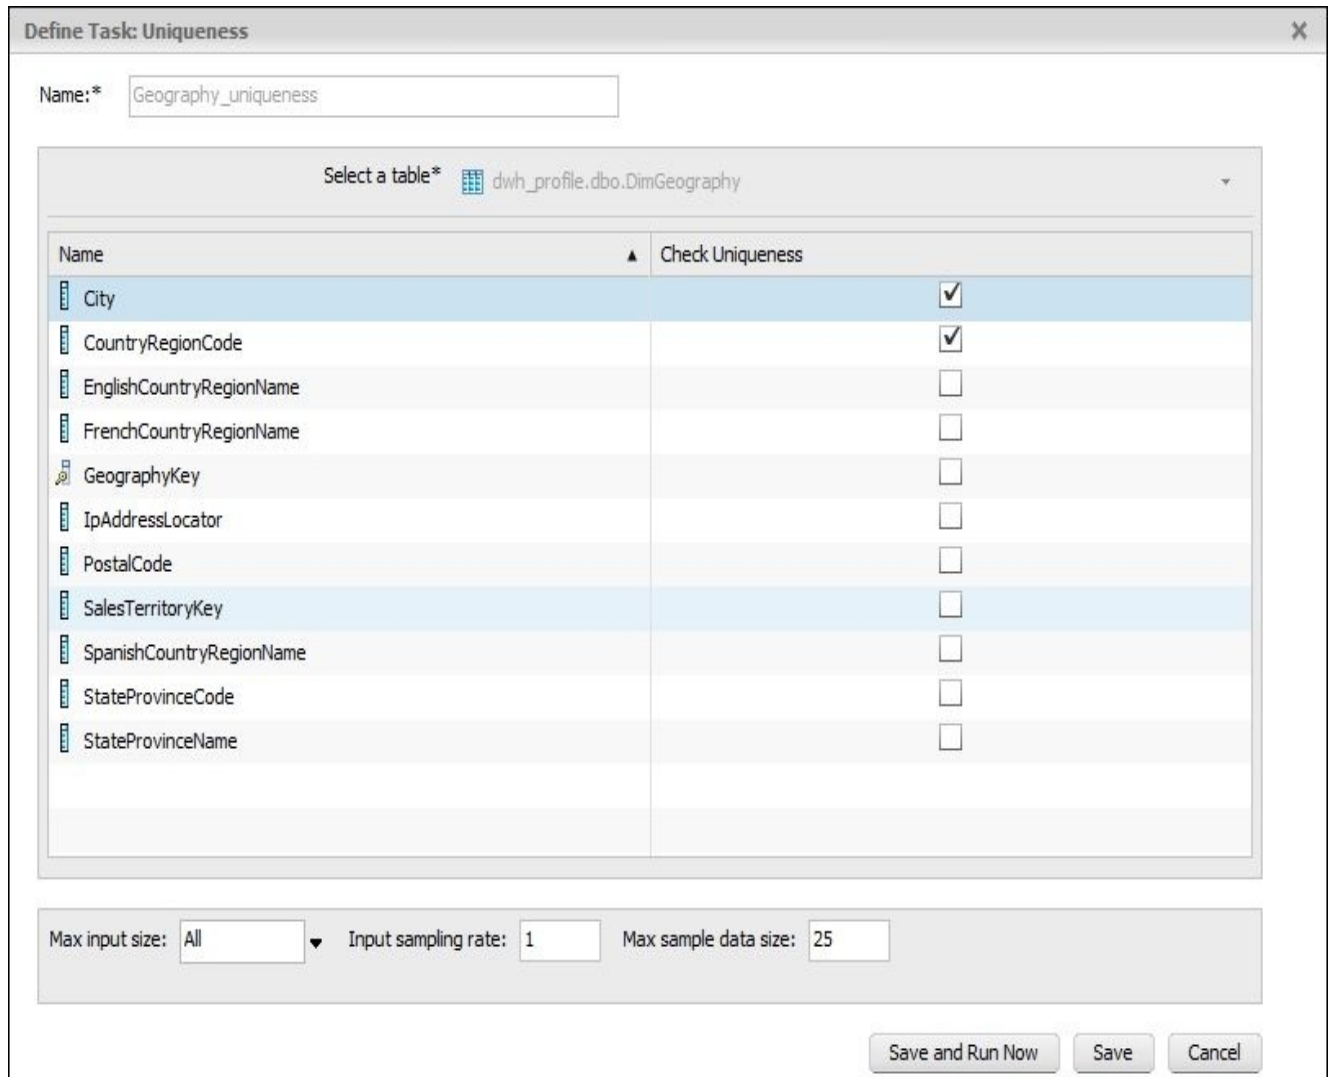 Define Task: Uniqueness
Name:* Geography_uniqueness
Select a table* dwh_profile.dbo.DimGeography
Name Check Uniqueness
City
CountryRegionCode
EnglishCountryRegionName
FrenchCountryRegionName
GeographyKey
IpAddressLocator
PostalCode
SalesTerritoryKey
SpanishCountryRegionName
StateProvinceCode
StateProvinceName
Max input size: All Input sampling rate: 1 Max sample data size: 25
Save and Run Now Save Cancel